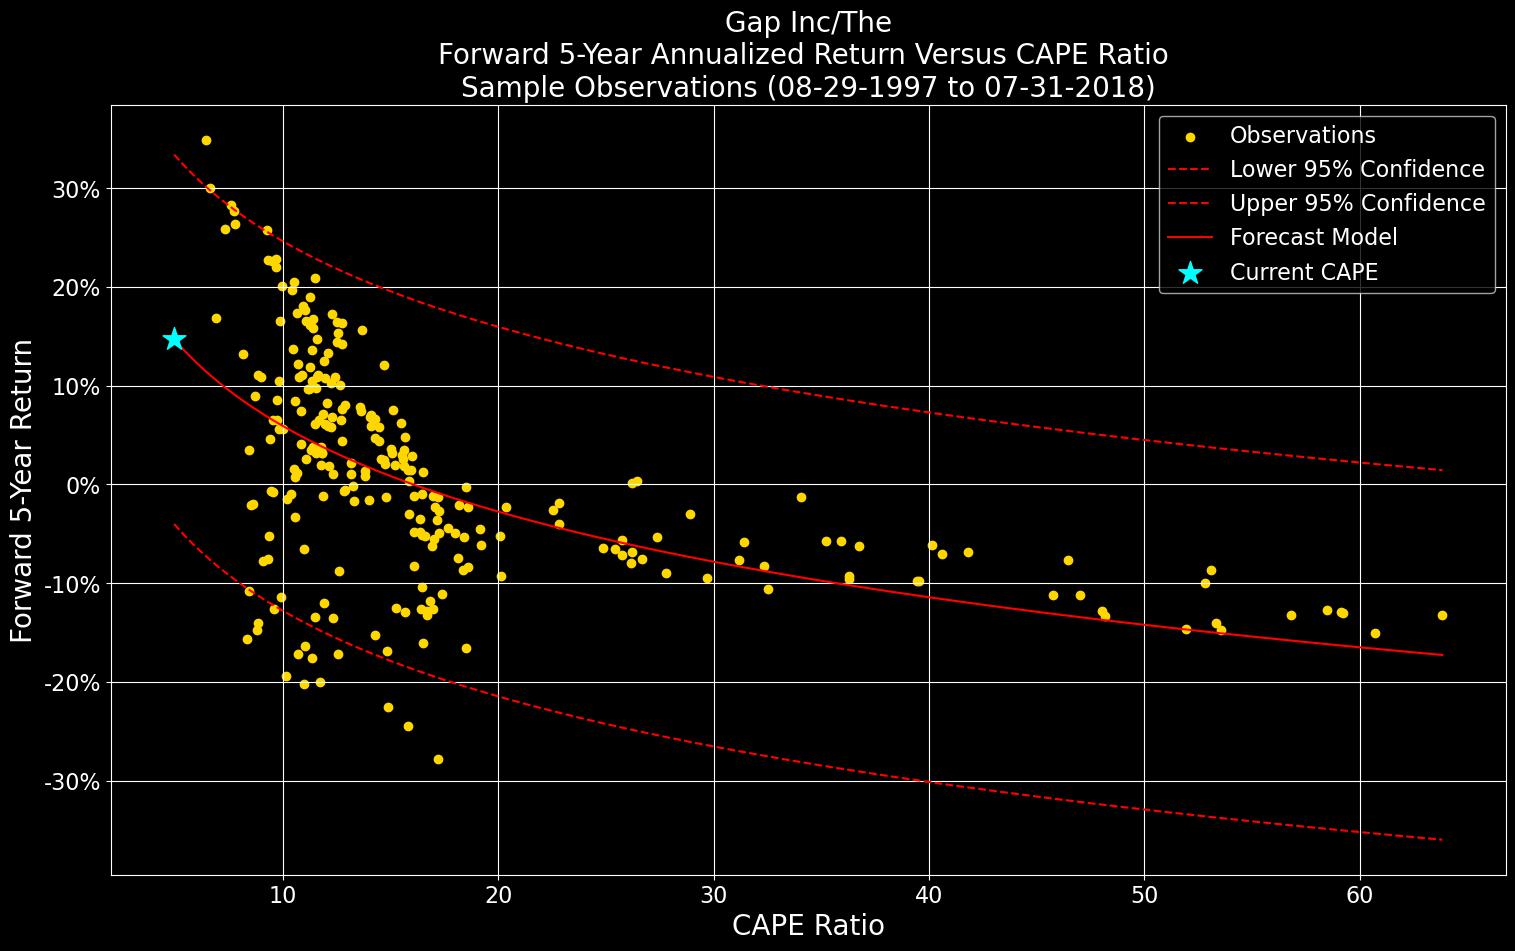 Gap Inc/The
Forward 5-Year Annualized Return Versus CAPE Ratio
Sample Observations (08-29-1997 to 07-31-2018)
Observations
Lower 95% Confidence
Upper 95% Confidence
Forecast Model
Current CAPE
Forward 5-Year Return
30%
20%
10%
0%
-10%
-20%
-30%
10 20 30 40 50 60
CAPE Ratio